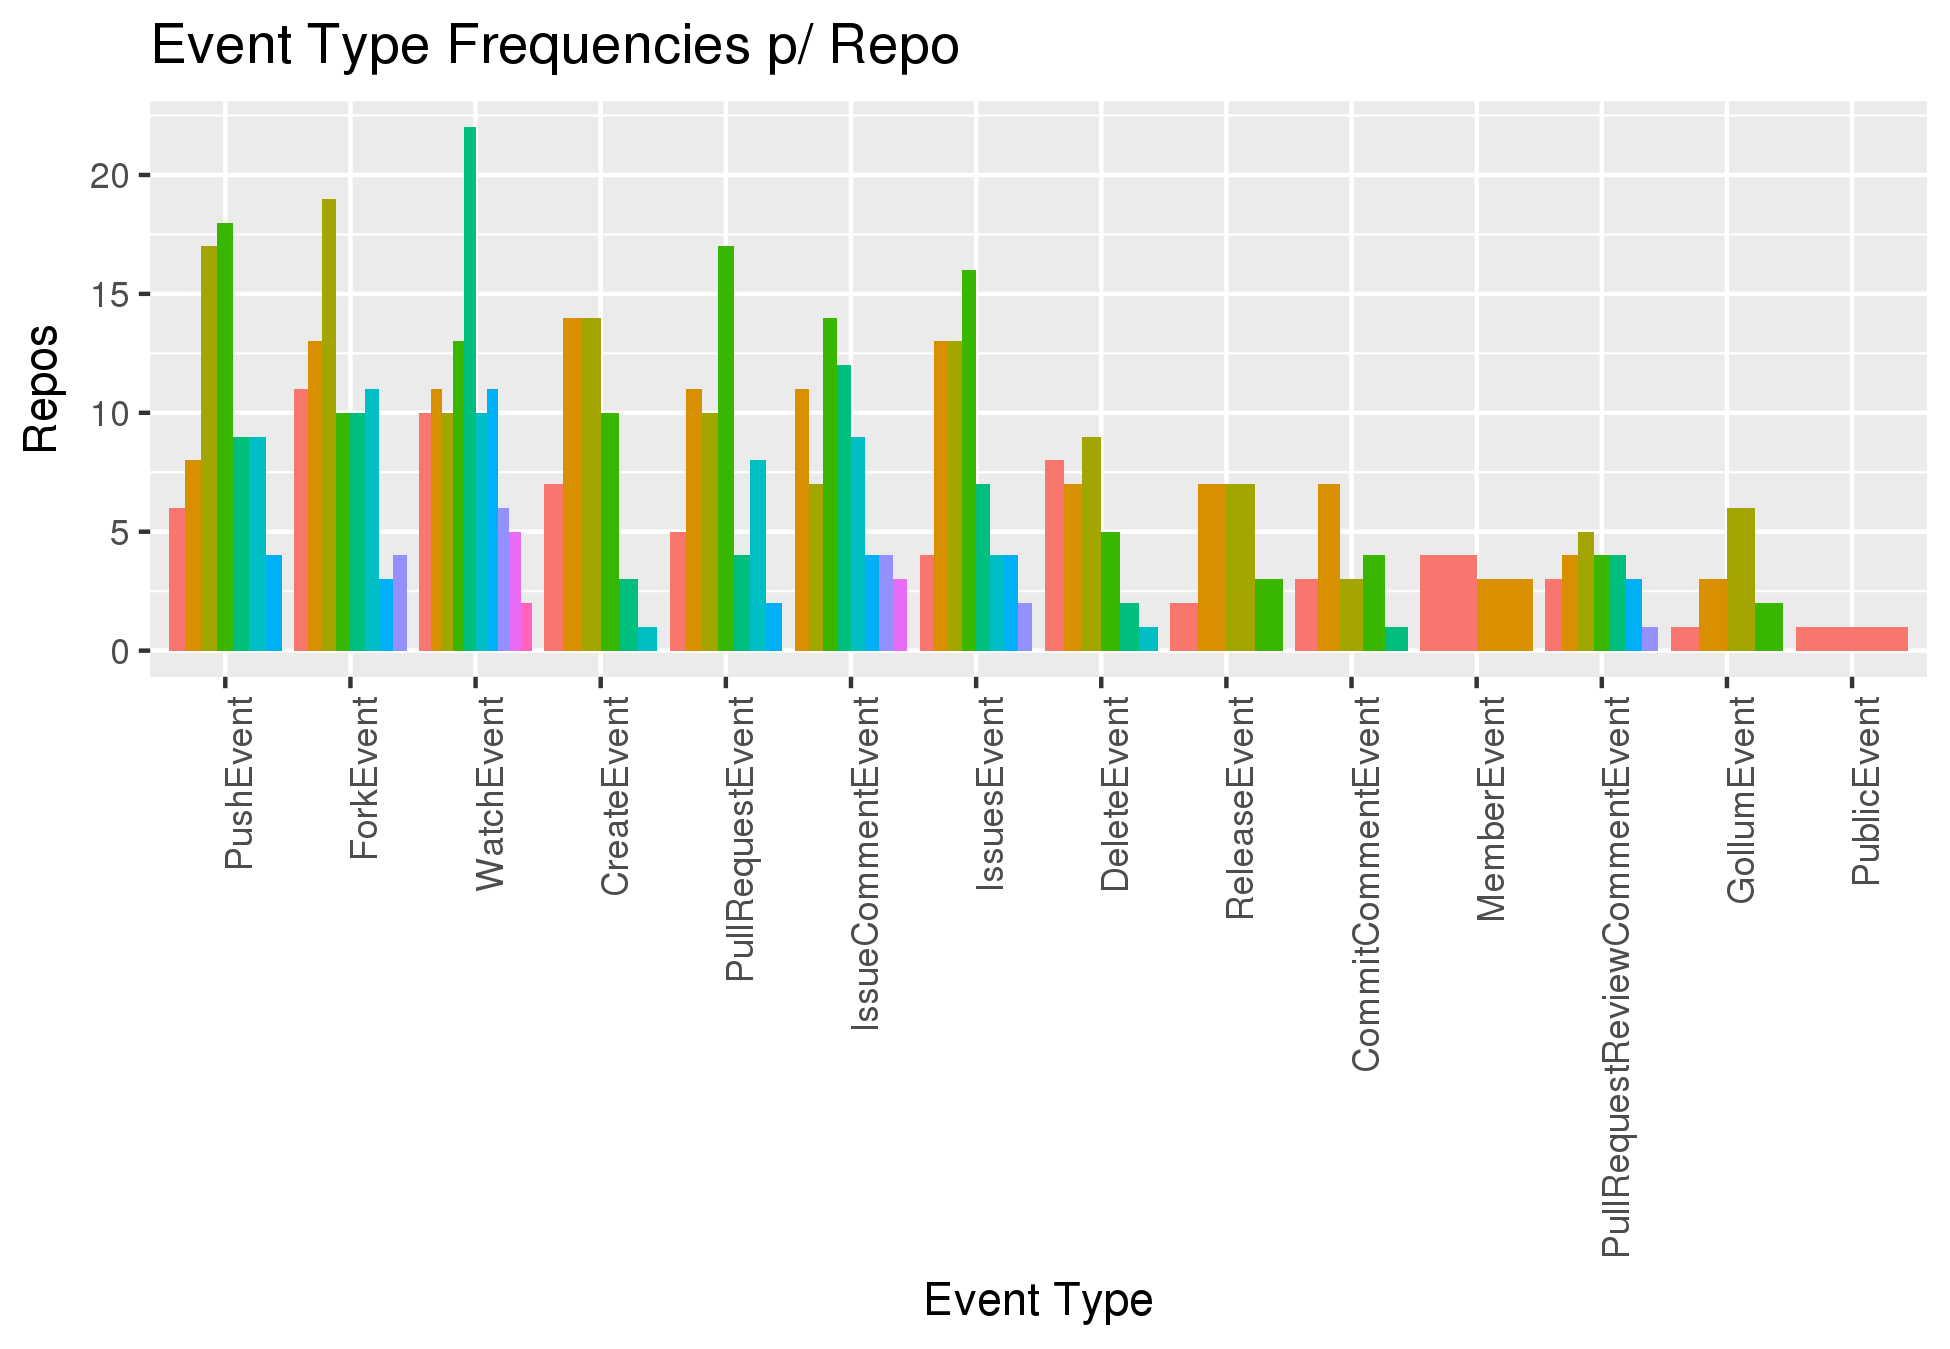 Event Type Frequencies p/ Repo
Repos
20
15
10
5
0
PushEvent
ForkEvent
WatchEvent
CreateEvent
PullRequestEvent
IssueCommentEvent
IssuesEvent
DeleteEvent
ReleaseEvent
CommitCommentEvent
MemberEvent
PullRequestReviewCommentEvent
GollumEvent
PublicEvent
Event Type